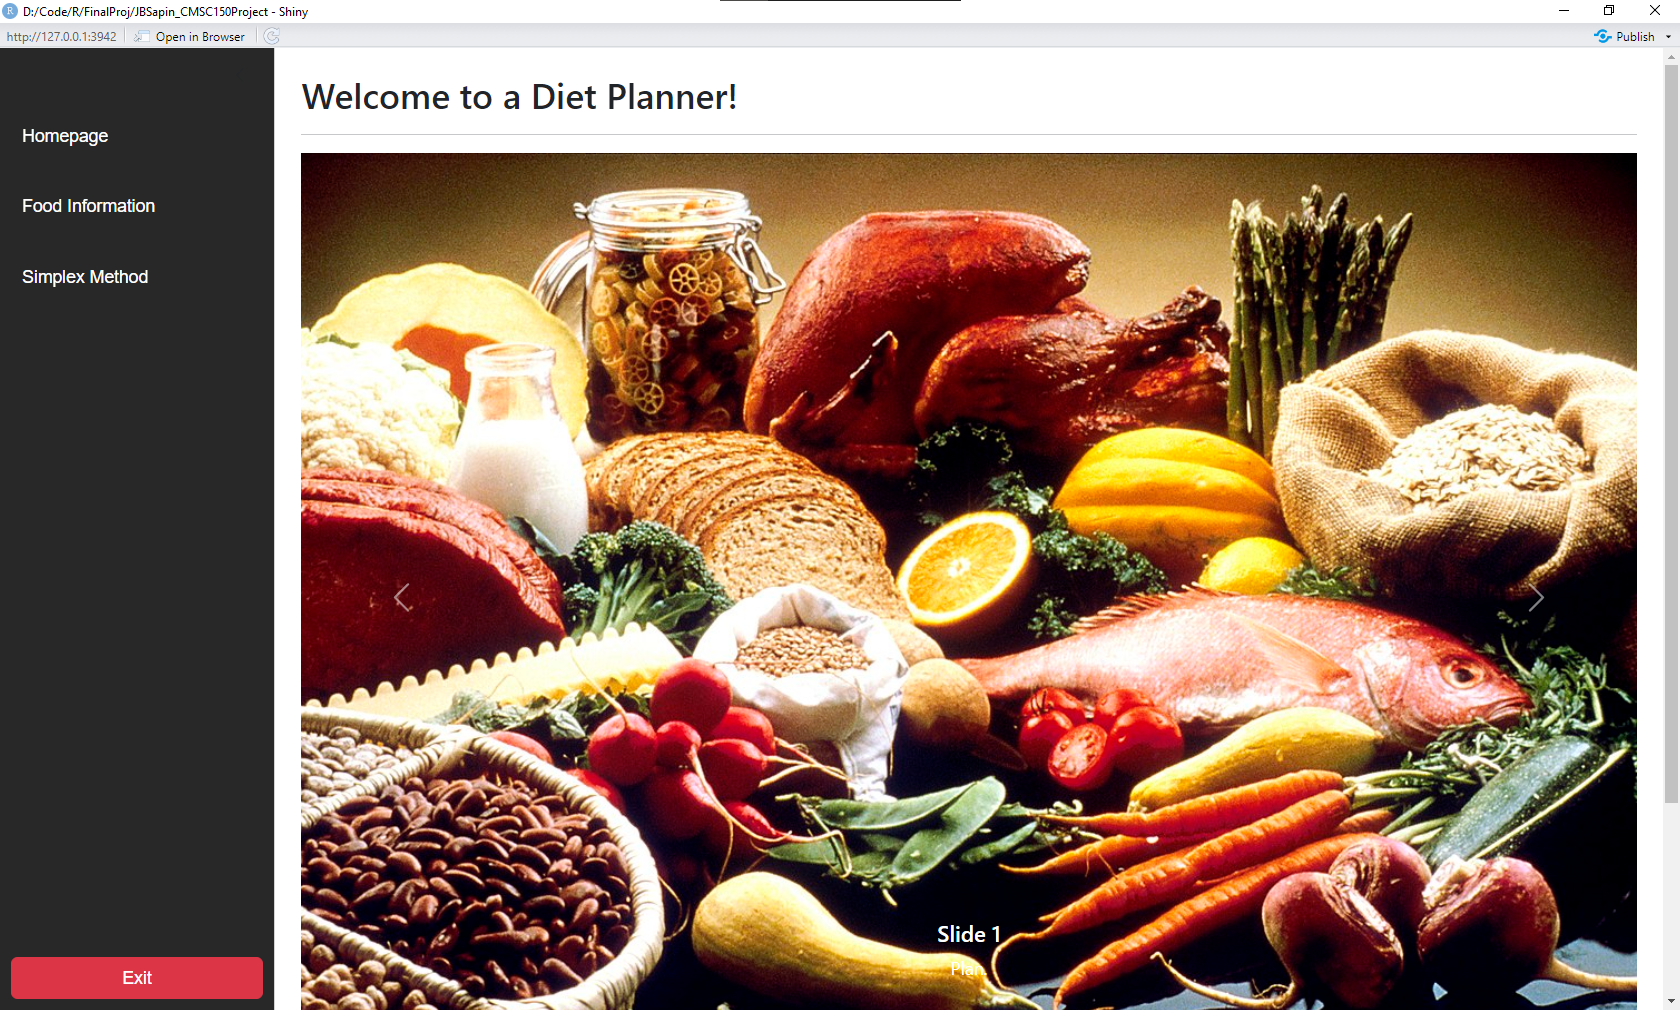 D:/Code/R/FinalProj/JBSapin_CMSC150Project - Shiny
http://127.0.0.1:3942
Open in Browser
Publish
Welcome to a Diet Planner!
Homepage
Food Information
Simplex Method
Slide 1
Plan.
Exit